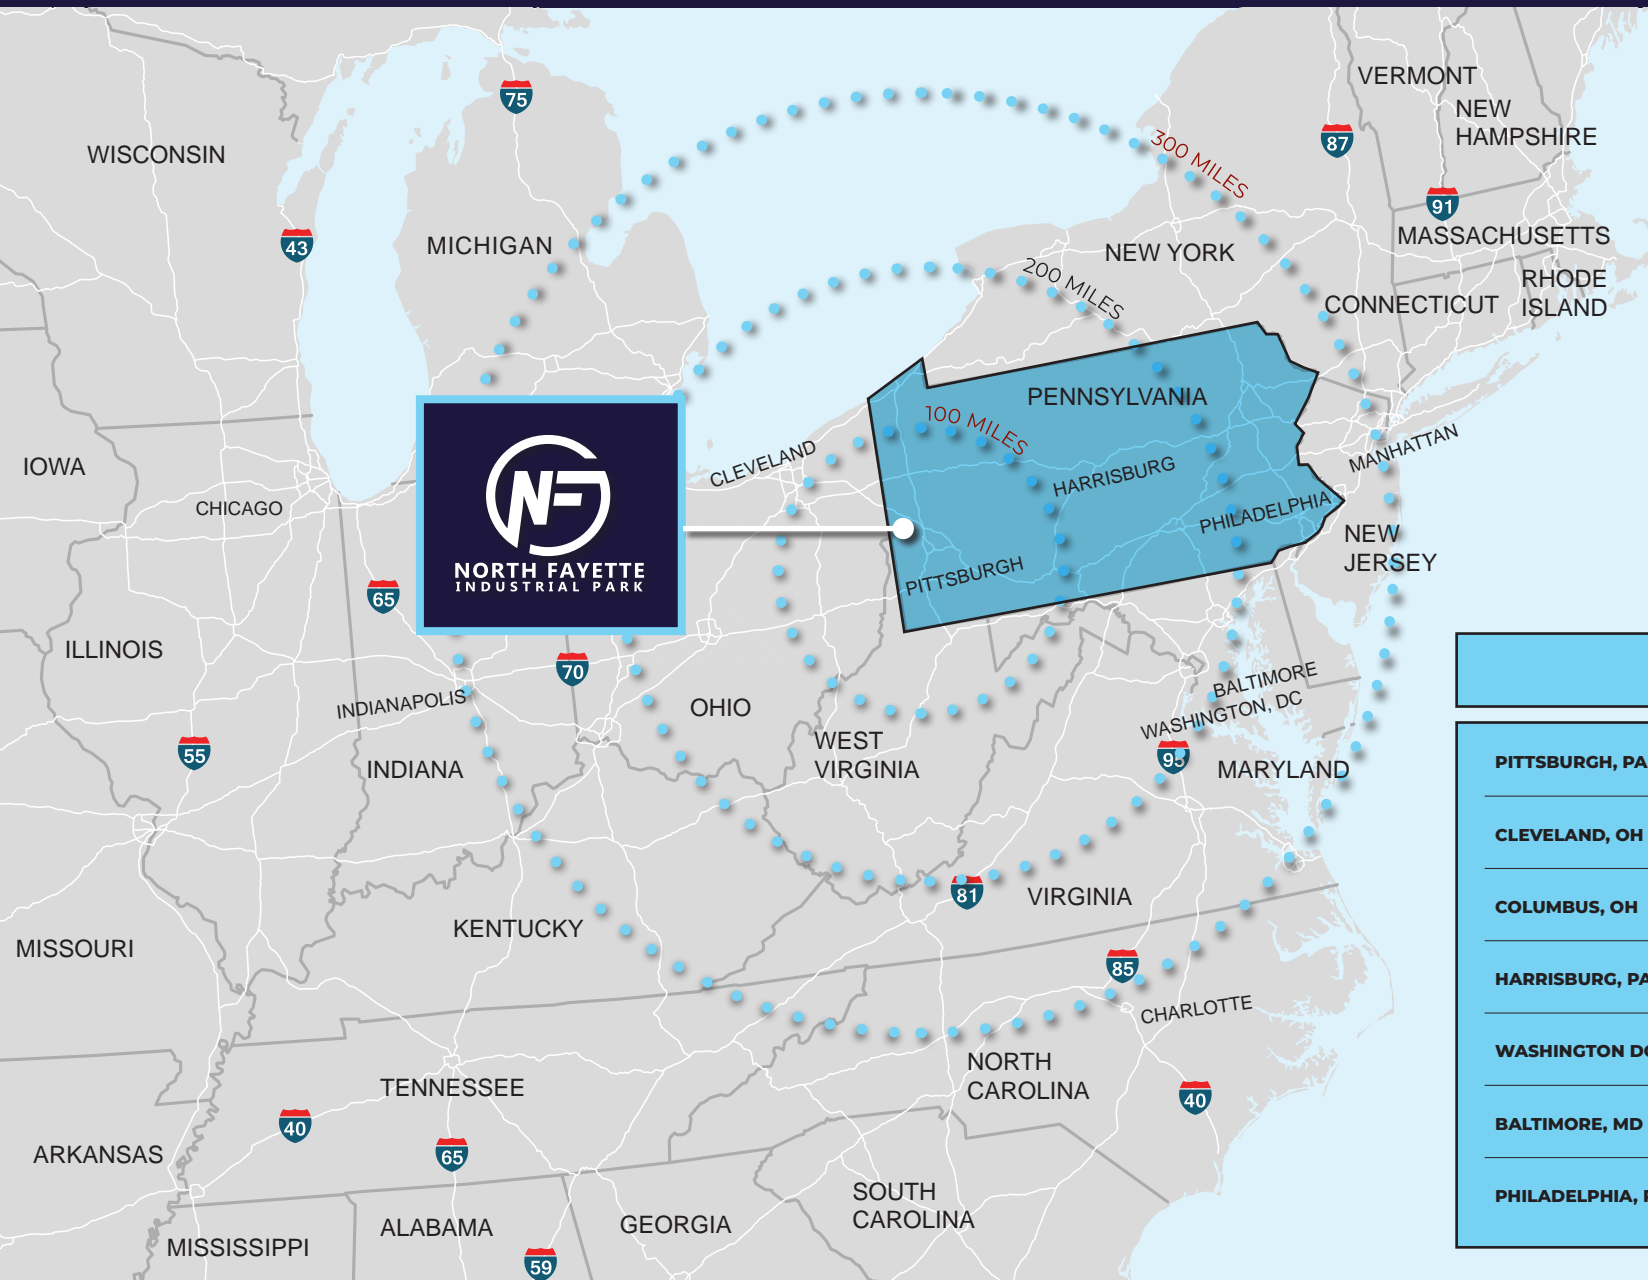 VERMONT
NEW
HAMPSHIRE
75
87
WISCONSIN
300 MILES
91
43
MICHIGAN
NEW YORK
MASSACHUSETTS
RHODE
ISLAND
200 MILES
CONNECTICUT
PENNSYLVANIA
100 MILES
MANHATTAN
IOWA
CLEVELAND
HARRISBURG
CHICAGO
PHILADELPHIA
NF
NORTH FAYETTE
INDUSTRIAL PARK
NEW
JERSEY
PITTSBURGH
65
ILLINOIS
70
INDIANAPOLIS
OHIO
BALTIMORE
WASHINGTON, DC
55
INDIANA
WEST
VIRGINIA
95
MARYLAND
PITTSBURGH, PA
CLEVELAND, OH
81
VIRGINIA
COLUMBUS, OH
KENTUCKY
MISSOURI
85
HARRISBURG, PA
CHARLOTTE
WASHINGTON DC
NORTH
CAROLINA
TENNESSEE
40
40
BALTIMORE, MD
ARKANSAS
65
SOUTH
CAROLINA
PHILADELPHIA,
ALABAMA
GEORGIA
MISSISSIPPI
59